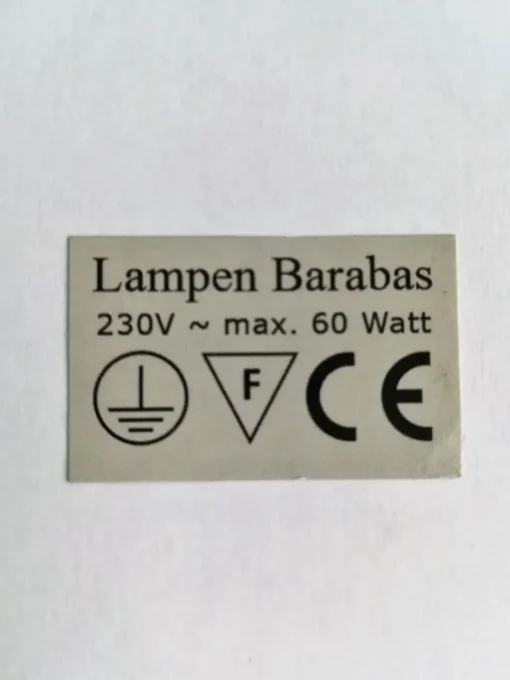 Lampen Barabas
230V ~ max. 60 Watt
F CE